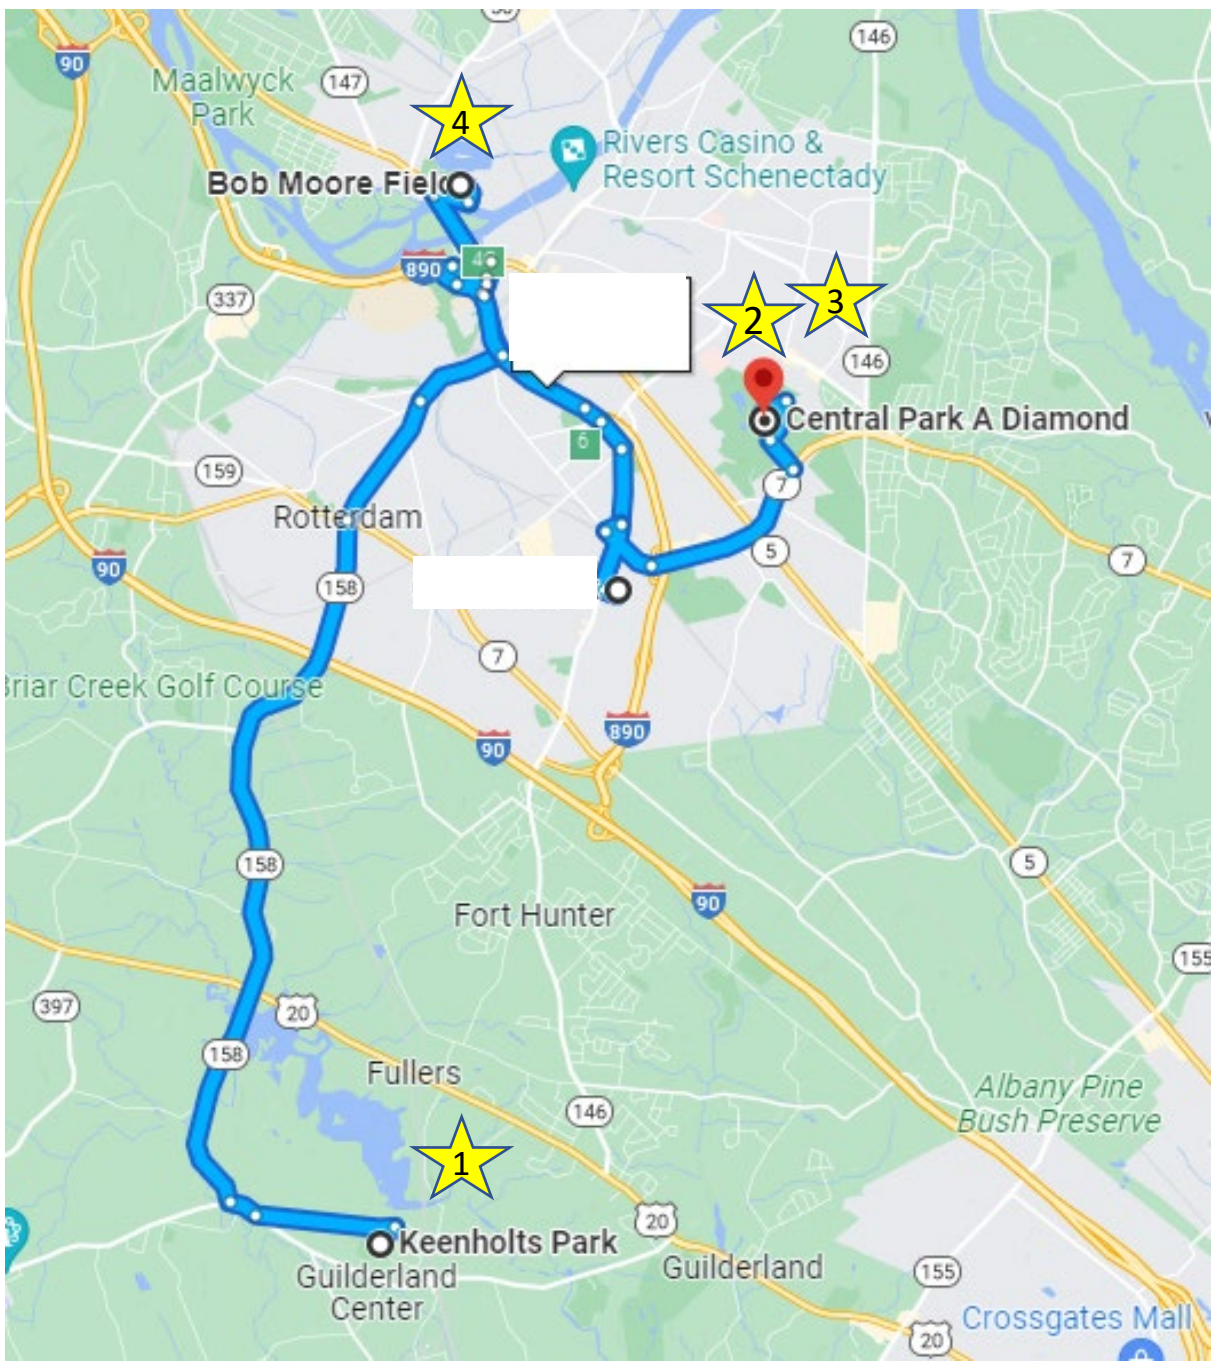 50
146
90
147
Maalwyck
Park
4
Rivers Casino &
Resort Schenectady
Bob Moore Field
890
337
2
3
146
Central Park A Diamond
6
159
7
Rotterdam
5
7
90
158
7
Briar Creek Golf Course
890
90
158
5
90
Fort Hunter
155
397
20
158
Fullers
146
Albany Pine
Bush Preserve
1
20
Keenholts Park
Guilderland
Center
Guilderland
155
Crossgates Mall
20